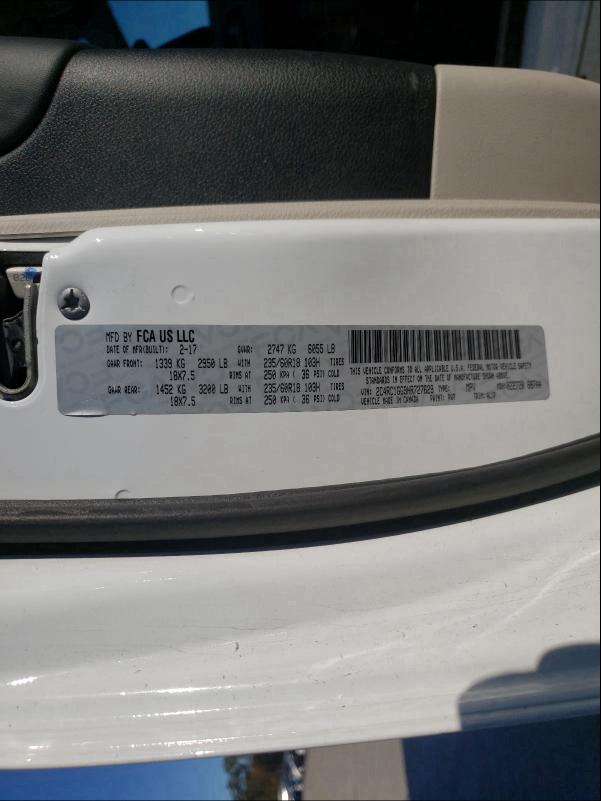 MFD BY FCA US LLC
DATE OF MFR(BUILT): 2-17 GVWR: 2747 KG 6055 LB
GAWR FRONT: 1339 KG 2950 LB WITH 235/60R18 103H TIRES
18X7.5 RIMS AT 250 KPA ( 36 PSI) COLD
GAWR REAR: 1452 KG 3200 LB WITH 235/60R18 103H TIRES
18X7.5 RIMS AT 250 KPA ( 36 PSI) COLD
THIS VEHICLE CONFORMS TO ALL APPLICABLE U.S.A. FEDERAL MOTOR VEHICLE SAFETY
STANDARDS IN EFFECT ON THE DATE OF MANUFACTURE SHOWN ABOVE.
VIN: TYPE: MPV MDH:
VEHICLE MADE IN CANADA PAINT: PW7 TRIM: